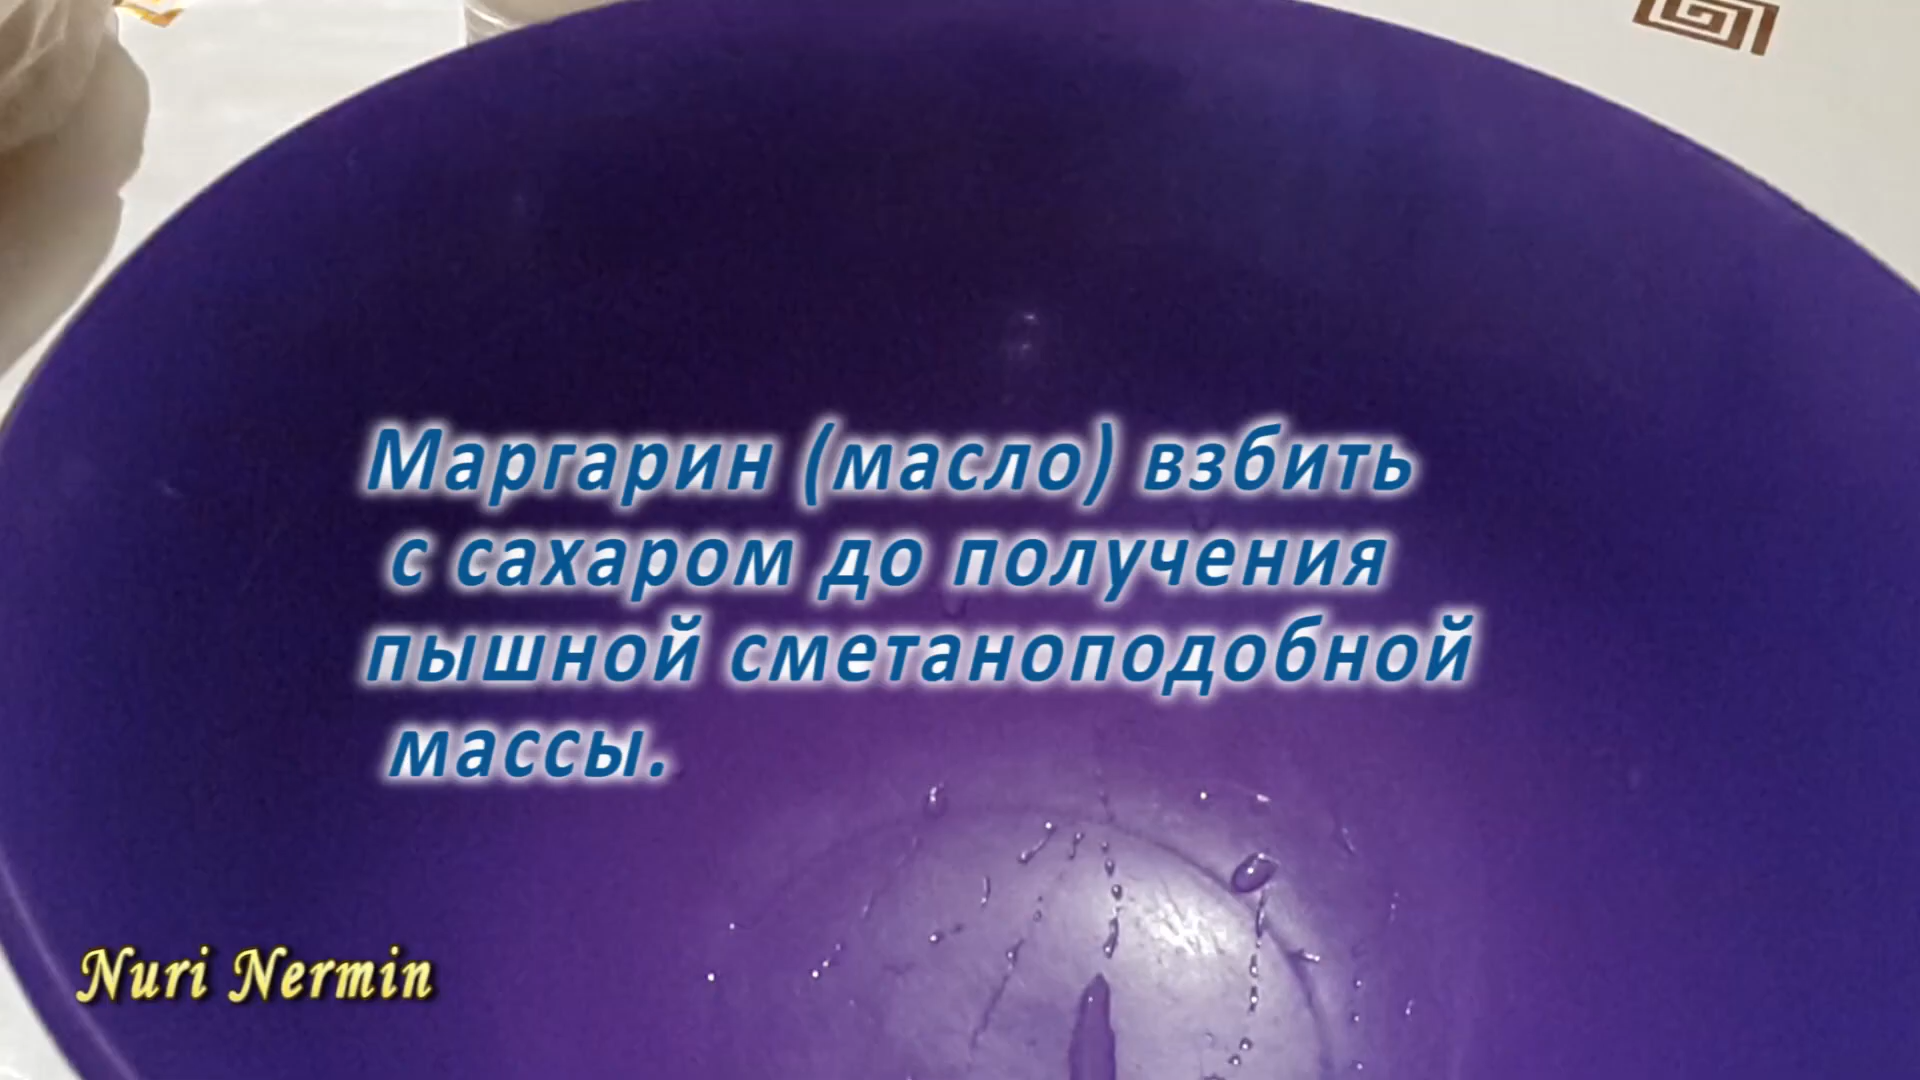 Маргарин (масло) взбить
с сахаром до получения
пышной сметаноподобной
массы.
Nuri Nermin